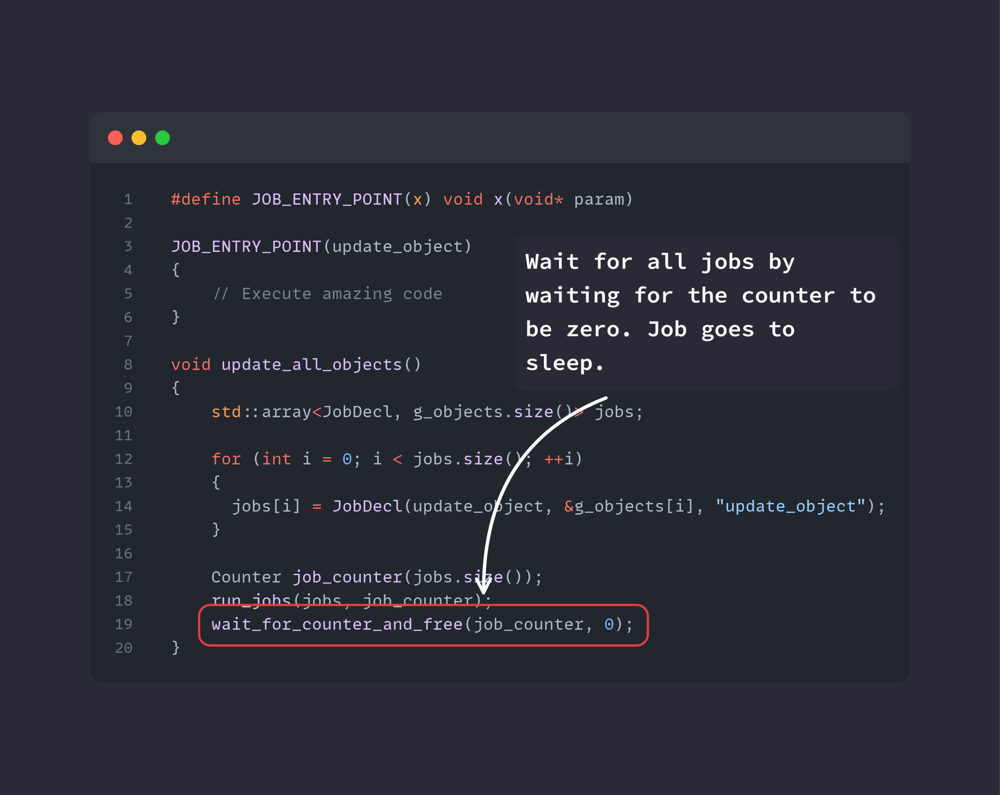 1 #define JOB_ENTRY_POINT(x) void x(void* param)
2
3 JOB_ENTRY_POINT(update_object)
4 {
5 // Execute amazing code
6 }
7
8 void update_all_objects()
9 {
10 std::array<JobDecl, g_objects.size()> jobs;
11
12 for (int i = 0; i < jobs.size(); ++i)
13 {
14 jobs[i] = JobDecl(update_object, &g_objects[i], "update_object");
15 }
16
17 Counter job_counter(jobs.size());
18 run_jobs(jobs, job_counter);
19 wait_for_counter_and_free(job_counter, 0);
20 }
Wait for all jobs by
waiting for the counter to
be zero. Job goes to
sleep.